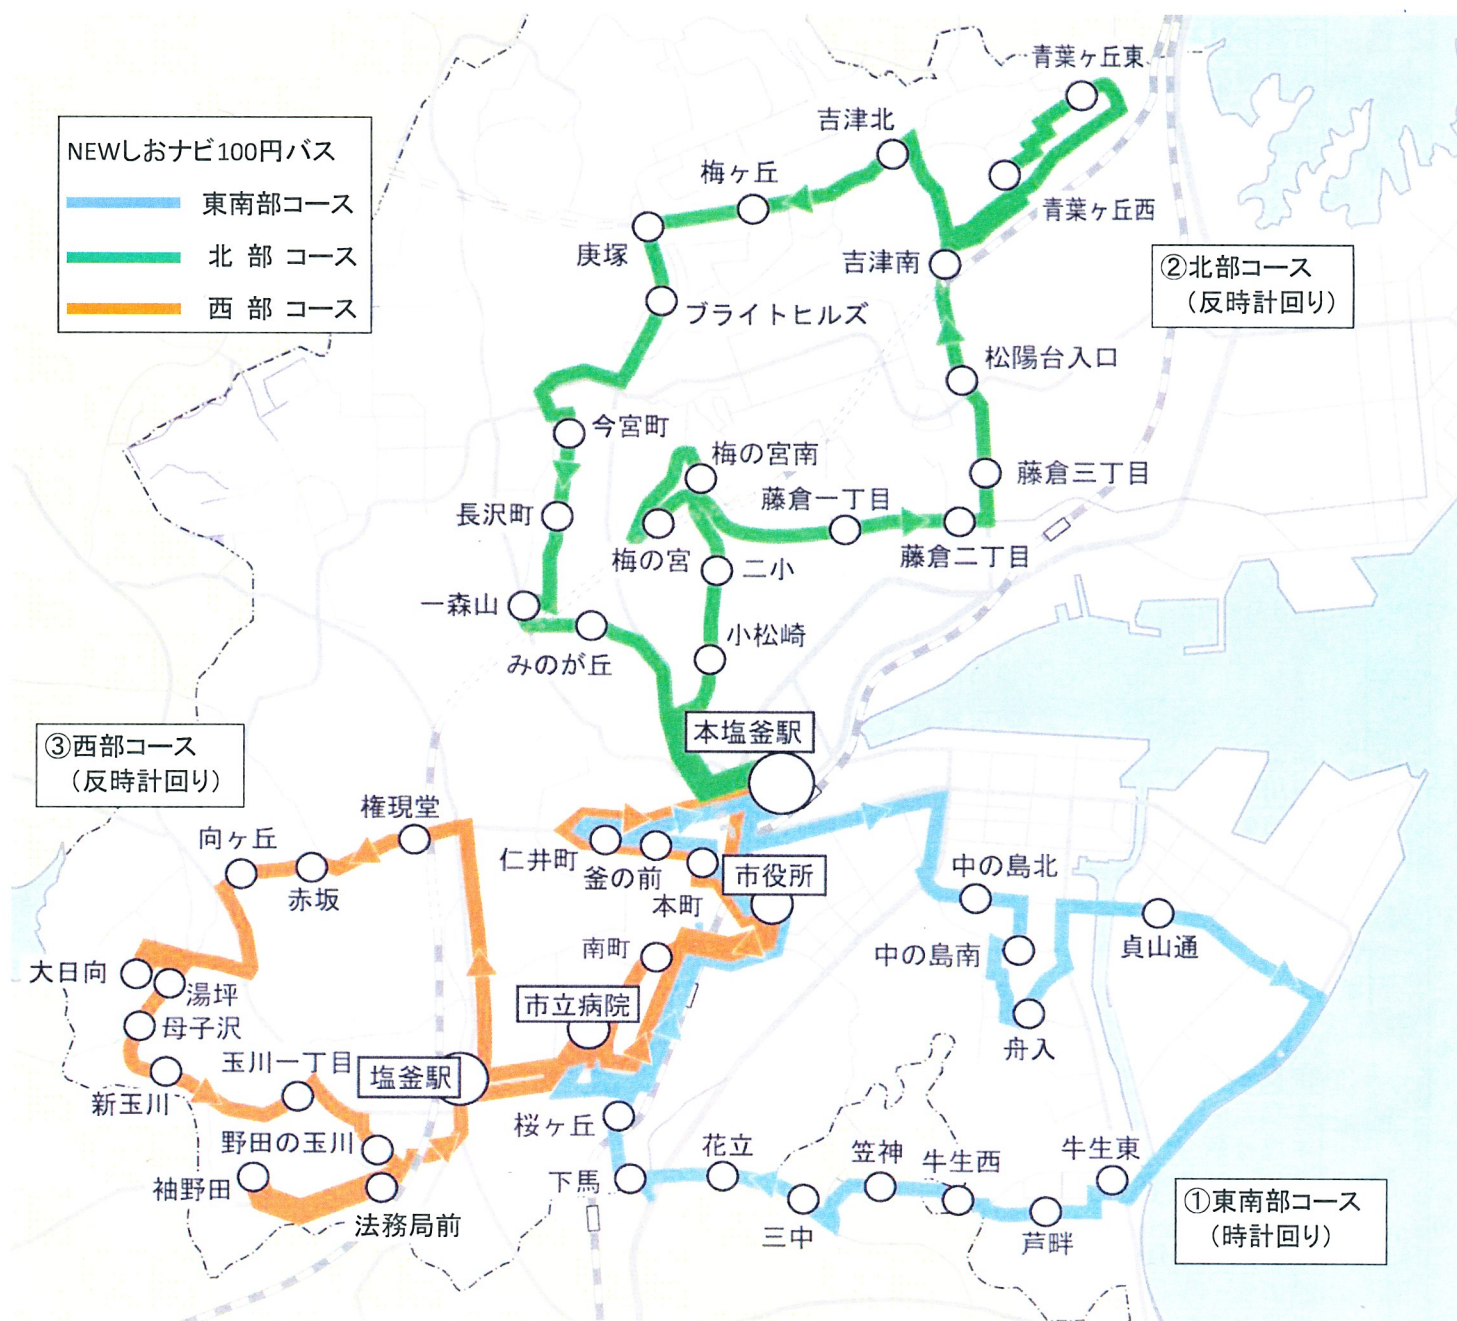 青葉ヶ丘東
吉津北
NEWしおナビ100円バス
東南部コース
北 部 コース
西 部 コース
梅ヶ丘
青葉ヶ丘西
庚塚
吉津南
②北部コース
（反時計回り）
ブライトヒルズ
松陽台入口
今宮町
梅の宮南
藤倉三丁目
藤倉一丁目
長沢町
梅の宮
二小
藤倉二丁目
一森山
みのが丘
小松崎
本塩釜駅
③西部コース
（反時計回り）
権現堂
向ヶ丘
赤坂
仁井町
釜の前
本町
市役所
中の島北
中の島南
貞山通
南町
大日向
湯坪
市立病院
母子沢
舟入
玉川一丁目
塩釜駅
新玉川
桜ヶ丘
野田の玉川
花立
笠神
牛生西
牛生東
袖野田
下馬
法務局前
三中
芦畔
①東南部コース
（時計回り）